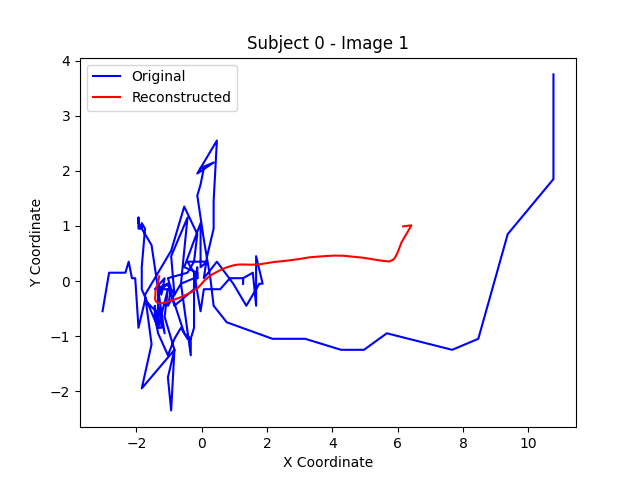 Subject 0 - Image 1
Original
Reconstructed
Y Coordinate
4
3
2
1
0
−1
−2
−2 0 2 4 6 8 10
X Coordinate